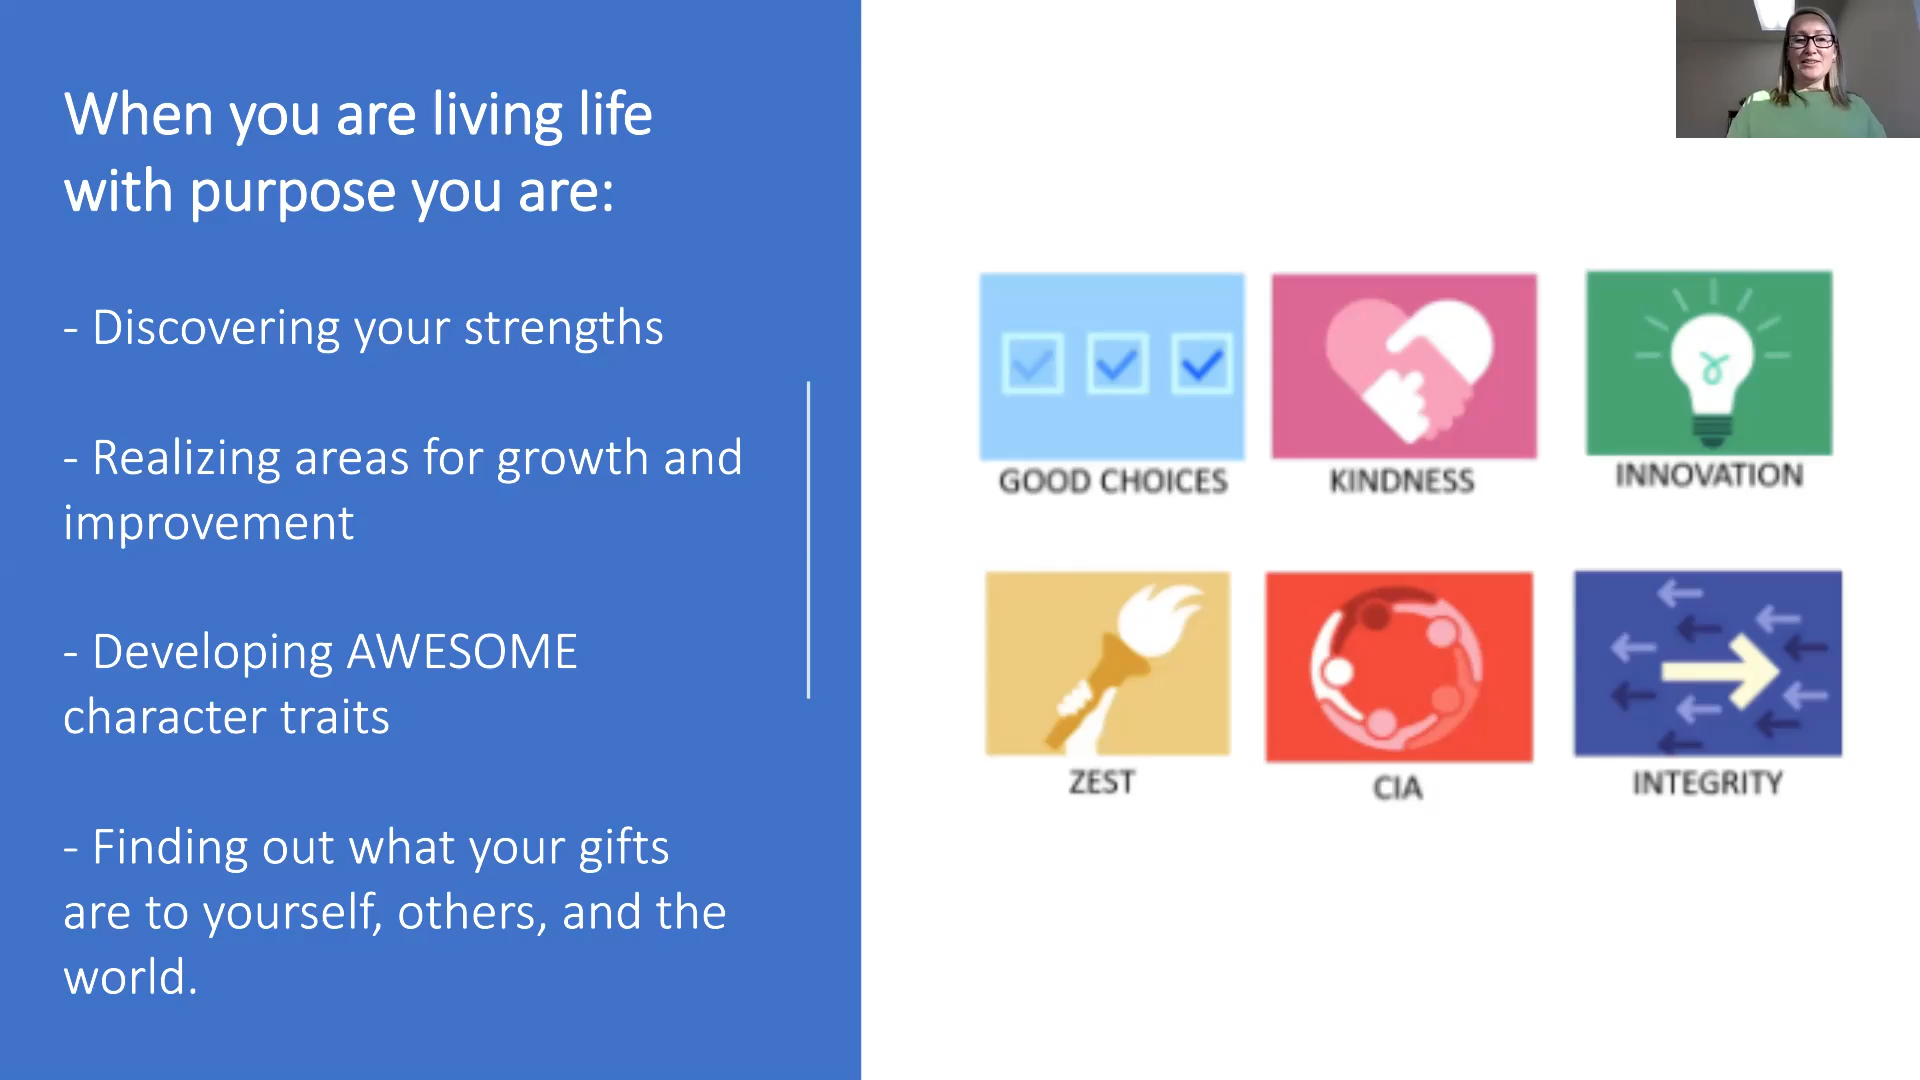 When you are living life
with purpose you are:
- Discovering your strengths
- Realizing areas for growth and
improvement
- Developing AWESOME
character traits
- Finding out what your gifts
are to yourself, others, and the
world.
GOOD CHOICES
KINDNESS
INNOVATION
ZEST
CIA
INTEGRITY